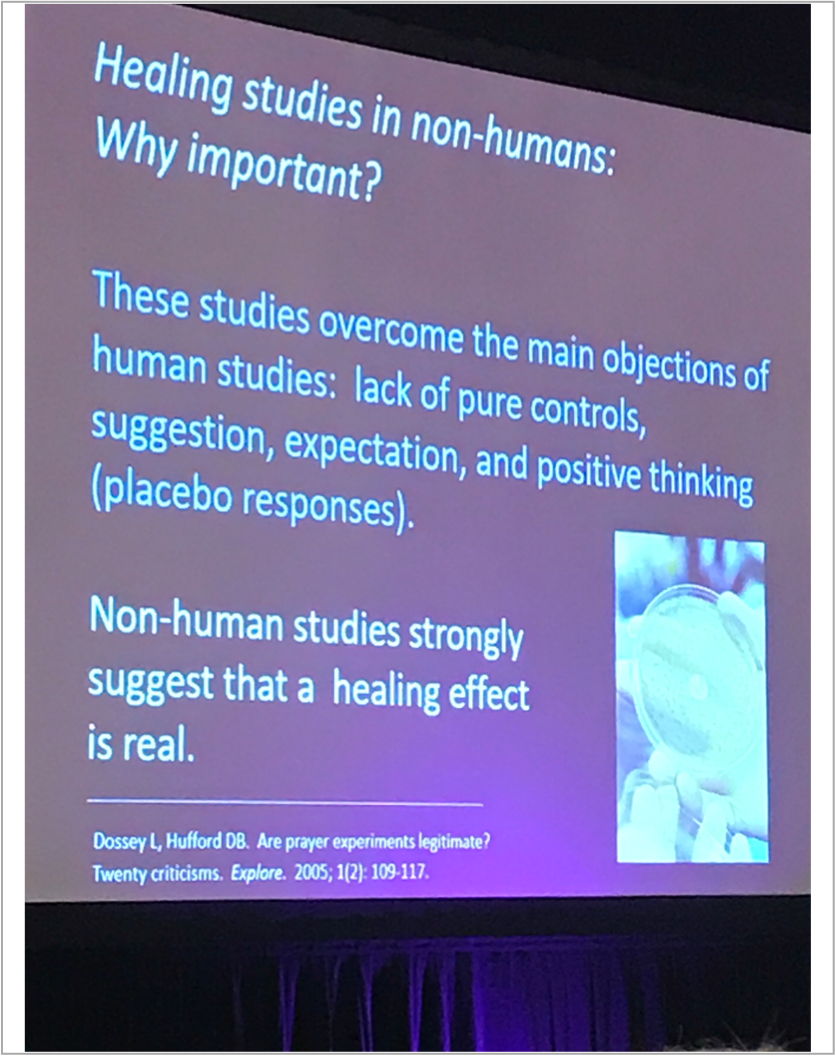 Healing studies in non-humans:
Why important?
These studies overcome the main objections of
human studies: lack of pure controls,
suggestion, expectation, and positive thinking
(placebo responses).
Non-human studies strongly
suggest that a healing effect
is real.
Dossey L, Hufford DB. Are prayer experiments legitimate?
Twenty criticisms. Explore. 2005; 1(2): 109-117.